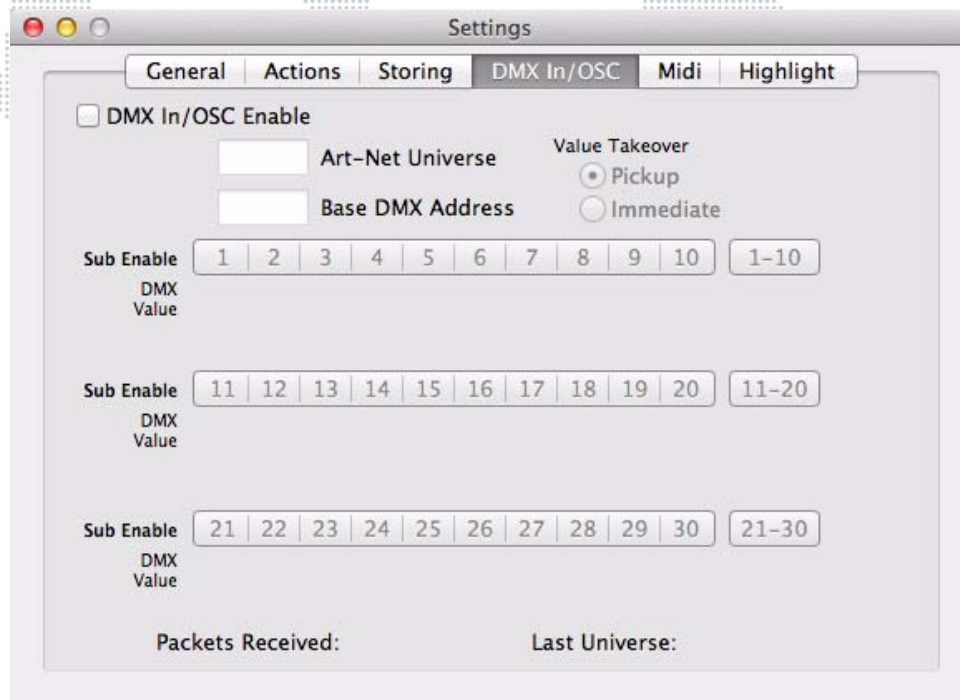 Settings
General Actions Storing DMX In/OSC Midi Highlight
DMX In/OSC Enable
Art-Net Universe
Value Takeover
Pickup
Base DMX Address
Immediate
Sub Enable 1 2 3 4 5 6 7 8 9 10 1-10
DMX
Value
Sub Enable 11 12 13 14 15 16 17 18 19 20 11-20
DMX
Value
Sub Enable 21 22 23 24 25 26 27 28 29 30 21-30
DMX
Value
Packets Received: Last Universe: